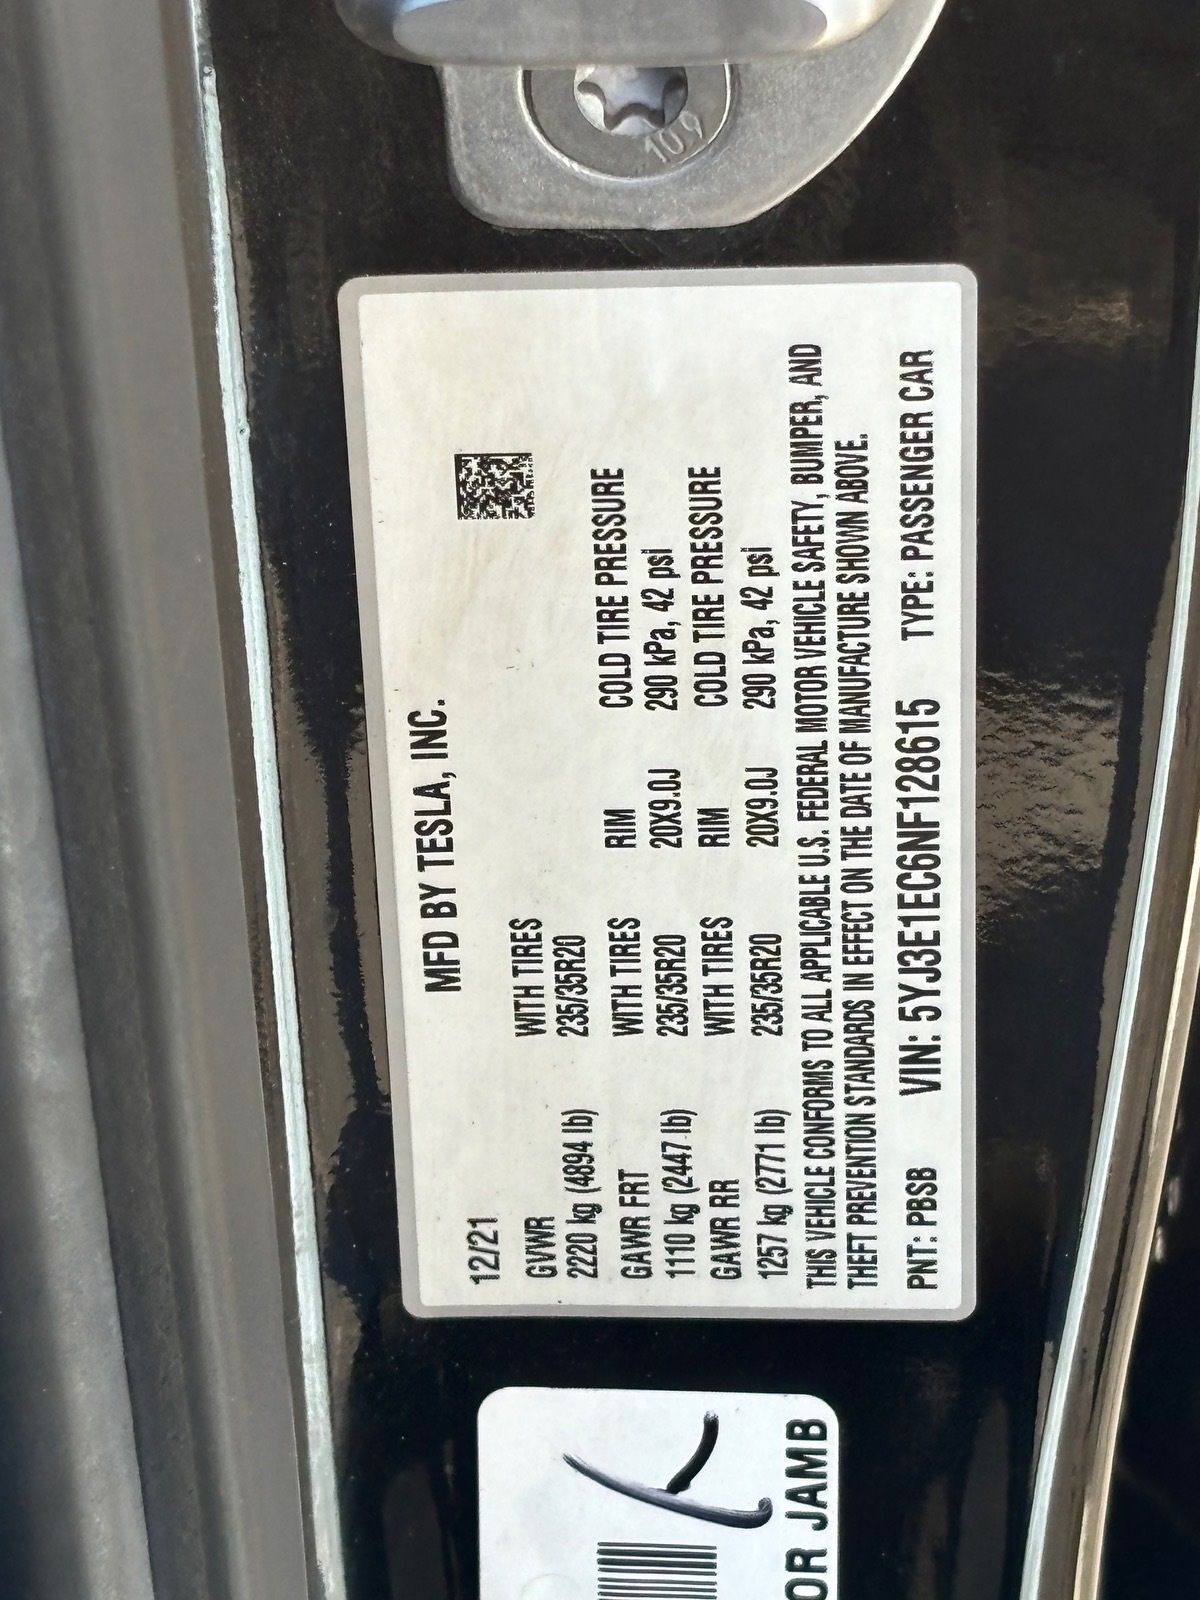 10.9
MFD BY TESLA, INC.
12/21
GVWR WITH TIRES
2220 kg (4894 lb) 235/35R20
GAWR FRT WITH TIRES RIM COLD TIRE PRESSURE
1110 kg (2447 lb) 235/35R20 20X9.0J 290 kPa, 42 psi
GAWR RR WITH TIRES RIM COLD TIRE PRESSURE
1257 kg (2771 lb) 235/35R20 20X9.0J 290 kPa, 42 psi
THIS VEHICLE CONFORMS TO ALL APPLICABLE U.S. FEDERAL MOTOR VEHICLE SAFETY, BUMPER, AND
THEFT PREVENTION STANDARDS IN EFFECT ON THE DATE OF MANUFACTURE SHOWN ABOVE.
PNT: PBSB VIN: 5YJ3E1EC6NF128615 TYPE: PASSENGER CAR
OR JAMB